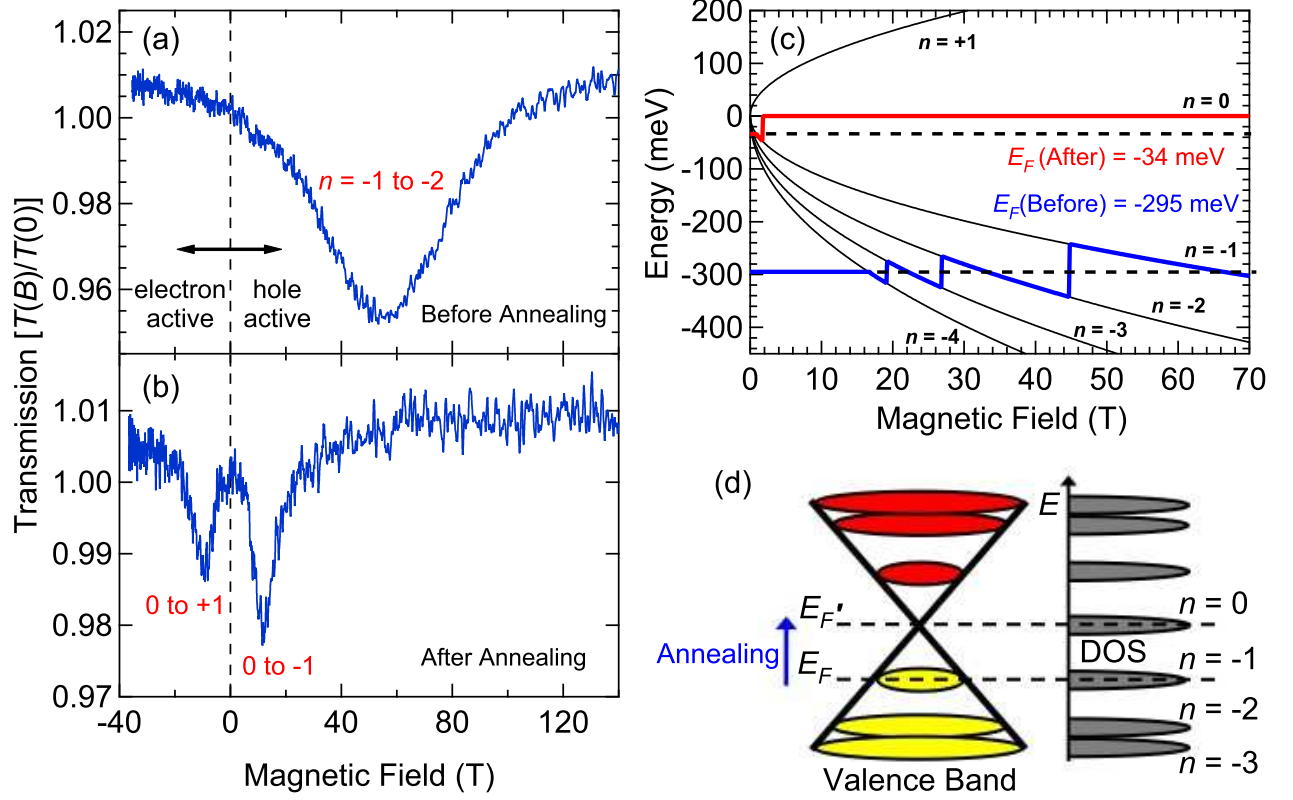 (a)
1.02
1.00
0.98
0.96
n = -1 to -2
electron active
hole active
Before Annealing
Transmission [T(B)/T(0)]
(b)
1.01
1.00
0.99
0.98
0.97
0 to +1
0 to -1
After Annealing
-40
0
40
80
120
Magnetic Field (T)
(c)
200
100
0
-100
-200
-300
-400
Energy (meV)
n = +1
n = 0
E_F (After) = -34 meV
E_F(Before) = -295 meV
n = -1
n = -2
n = -3
n = -4
0
10
20
30
40
50
60
70
Magnetic Field (T)
(d)
E
E_F'
n = 0
Annealing
E_F
DOS
n = -1
n = -2
n = -3
Valence Band